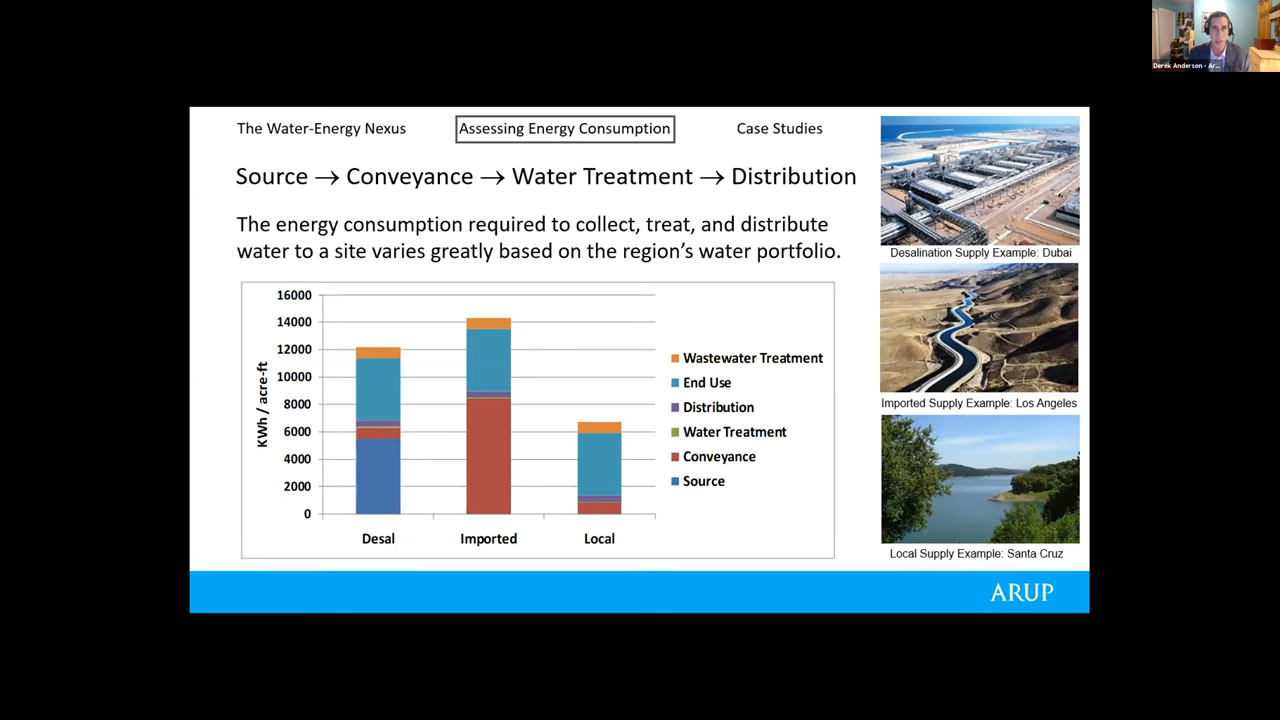 Derek Anderson - Ar...
The Water-Energy Nexus
Assessing Energy Consumption
Case Studies
Source → Conveyance → Water Treatment → Distribution
The energy consumption required to collect, treat, and distribute
water to a site varies greatly based on the region's water portfolio.
16000
14000
12000
10000
8000
6000
4000
2000
0
KWh / acre-ft
Desal
Imported
Local
Wastewater Treatment
End Use
Distribution
Water Treatment
Conveyance
Source
Desalination Supply Example: Dubai
Imported Supply Example: Los Angeles
Local Supply Example: Santa Cruz
ARUP